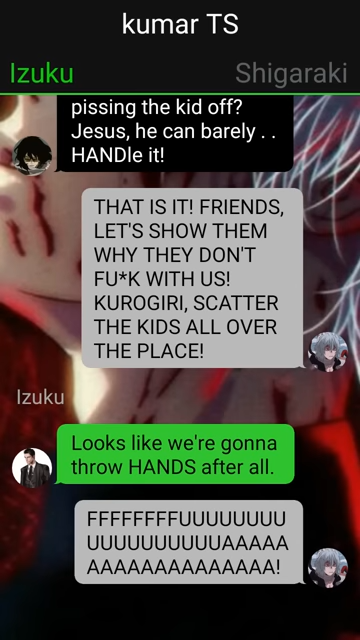 kumar TS
Izuku
Shigaraki
pissing the kid off?
Jesus, he can barely . .
HANDle it!
THAT IS IT! FRIENDS,
LET'S SHOW THEM
WHY THEY DON'T
FU*K WITH US!
KUROGIRI, SCATTER
THE KIDS ALL OVER
THE PLACE!
Izuku
Looks like we're gonna
throw HANDS after all.
FFFFFFFFUUUUUUUU
UUUUUUUUUUAAAAA
AAAAAAAAAAAAAA!